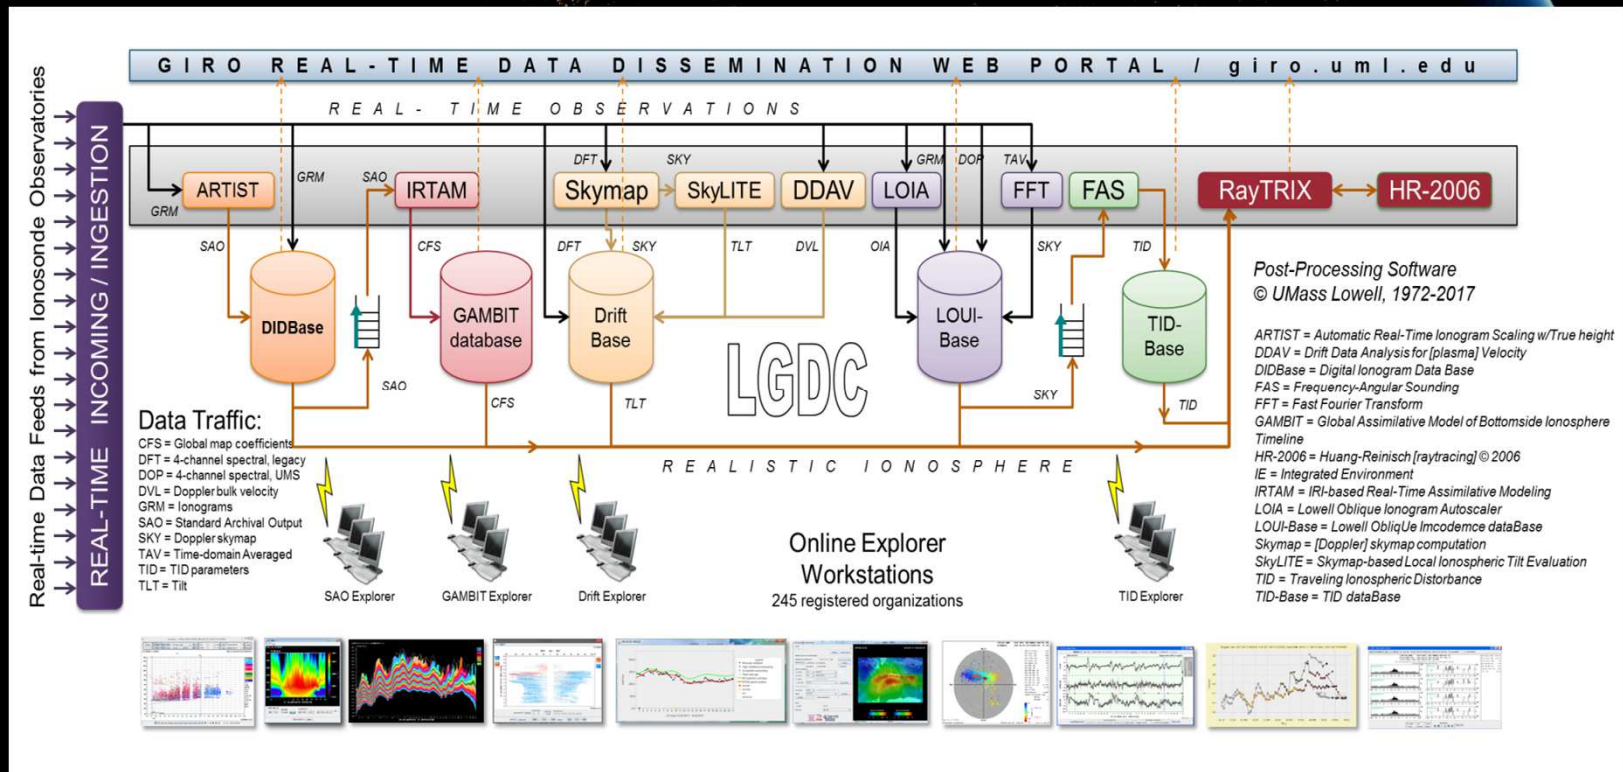 GIRO REAL-TIME DATA DISSEMINATION WEB PORTAL / giro.uml.edu
Real-time Data Feeds from Ionosonde Observatories
REAL-TIME INCOMING / INGESTION
REAL- TIME OBSERVATIONS
DFT
SKY
GRM
DOP
TAV
GRM
SAO
ARTIST
IRTAM
Skymap
SkyLITE
DDAV
LOIA
FFT
FAS
RayTRIX
HR-2006
GRM
SAO
CFS
DFT
SKY
TLT
DVL
OIA
SKY
TID
DIDBase
GAMBIT
database
Drift
Base
LOUI-
Base
TID-
Base
LGDC
SAO
CFS
TLT
SKY
TID
REALISTIC IONOSPHERE
Data Traffic:
CFS = Global map coefficients
DFT = 4-channel spectral, legacy
DOP = 4-channel spectral, UMS
DVL = Doppler bulk velocity
GRM = Ionograms
SAO = Standard Archival Output
SKY = Doppler skymap
TAV = Time-domain Averaged
TID = TID parameters
TLT = Tilt
SAO Explorer
GAMBIT Explorer
Drift Explorer
Online Explorer
Workstations
245 registered organizations
TID Explorer
Post-Processing Software
© UMass Lowell, 1972-2017
ARTIST = Automatic Real-Time Ionogram Scaling w/True height
DDAV = Drift Data Analysis for [plasma] Velocity
DIDBase = Digital Ionogram Data Base
FAS = Frequency-Angular Sounding
FFT = Fast Fourier Transform
GAMBIT = Global Assimilative Model of Bottomside Ionosphere
Timeline
HR-2006 = Huang-Reinisch [raytracing] © 2006
IE = Integrated Environment
IRTAM = IRI-based Real-Time Assimilative Modeling
LOIA = Lowell Oblique Ionogram Autoscaler
LOUI-Base = Lowell ObliqUe Imcodemce dataBase
Skymap = [Doppler] skymap computation
SkyLITE = Skymap-based Local Ionospheric Tilt Evaluation
TID = Traveling Ionospheric Distorbance
TID-Base = TID dataBase